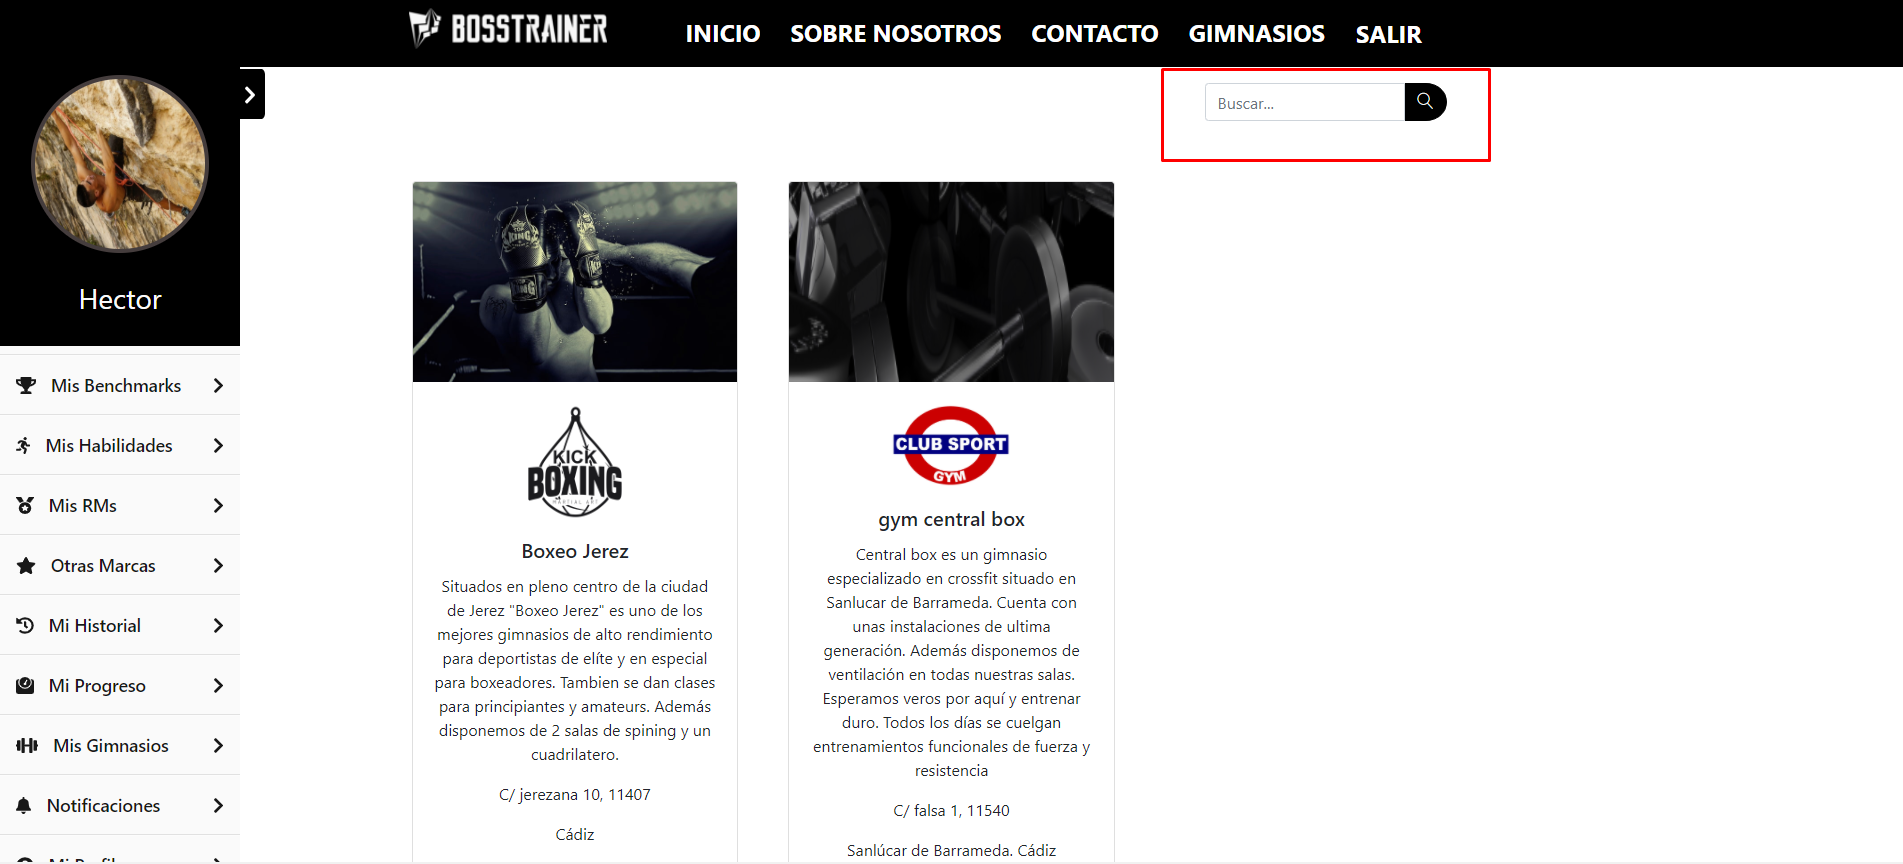 BOSSTRAINER
INICIO SOBRE NOSOTROS CONTACTO GIMNASIOS SALIR
Buscar...
Hector
Mis Benchmarks
Mis Habilidades
Mis RMs
Otras Marcas
Mi Historial
Mi Progreso
Mis Gimnasios
Notificaciones
TOP
KING
KICK
BOXING
MARTIAL ART
Boxeo Jerez
Situados en pleno centro de la ciudad
de Jerez "Boxeo Jerez" es uno de los
mejores gimnasios de alto rendimiento
para deportistas de elíte y en especial
para boxeadores. Tambien se dan clases
para principiantes y amateurs. Además
disponemos de 2 salas de spining y un
cuadrilatero.
C/ jerezana 10, 11407
Cádiz
CLUB SPORT
GYM
gym central box
Central box es un gimnasio
especializado en crossfit situado en
Sanlucar de Barrameda. Cuenta con
unas instalaciones de ultima
generación. Además disponemos de
ventilación en todas nuestras salas.
Esperamos veros por aquí y entrenar
duro. Todos los días se cuelgan
entrenamientos funcionales de fuerza y
resistencia
C/ falsa 1, 11540
Sanlúcar de Barrameda. Cádiz